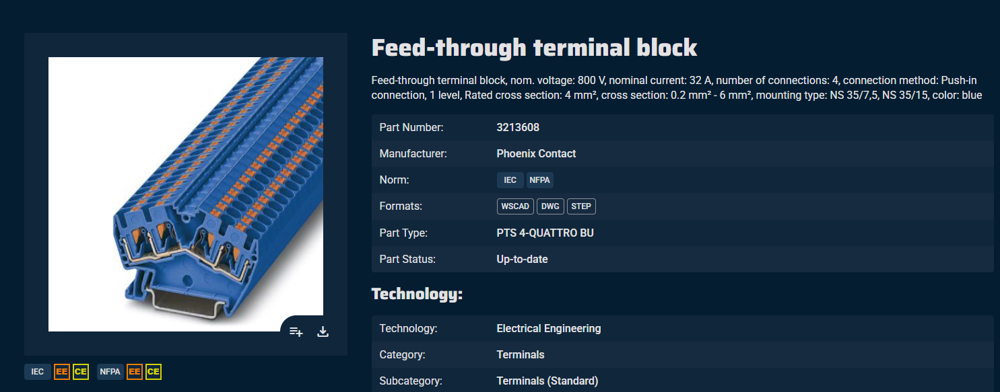 Feed-through terminal block
Feed-through terminal block, nom. voltage: 800 V, nominal current: 32 A, number of connections: 4, connection method: Push-in
connection, 1 level, Rated cross section: 4 mm², cross section: 0.2 mm² - 6 mm², mounting type: NS 35/7,5, NS 35/15, color: blue
Part Number: 3213608
Manufacturer: Phoenix Contact
Norm: IEC NFPA
Formats: WSCAD DWG STEP
Part Type: PTS 4-QUATTRO BU
Part Status: Up-to-date
Technology:
Technology: Electrical Engineering
Category: Terminals
Subcategory: Terminals (Standard)
IEC EE CE NFPA EE CE